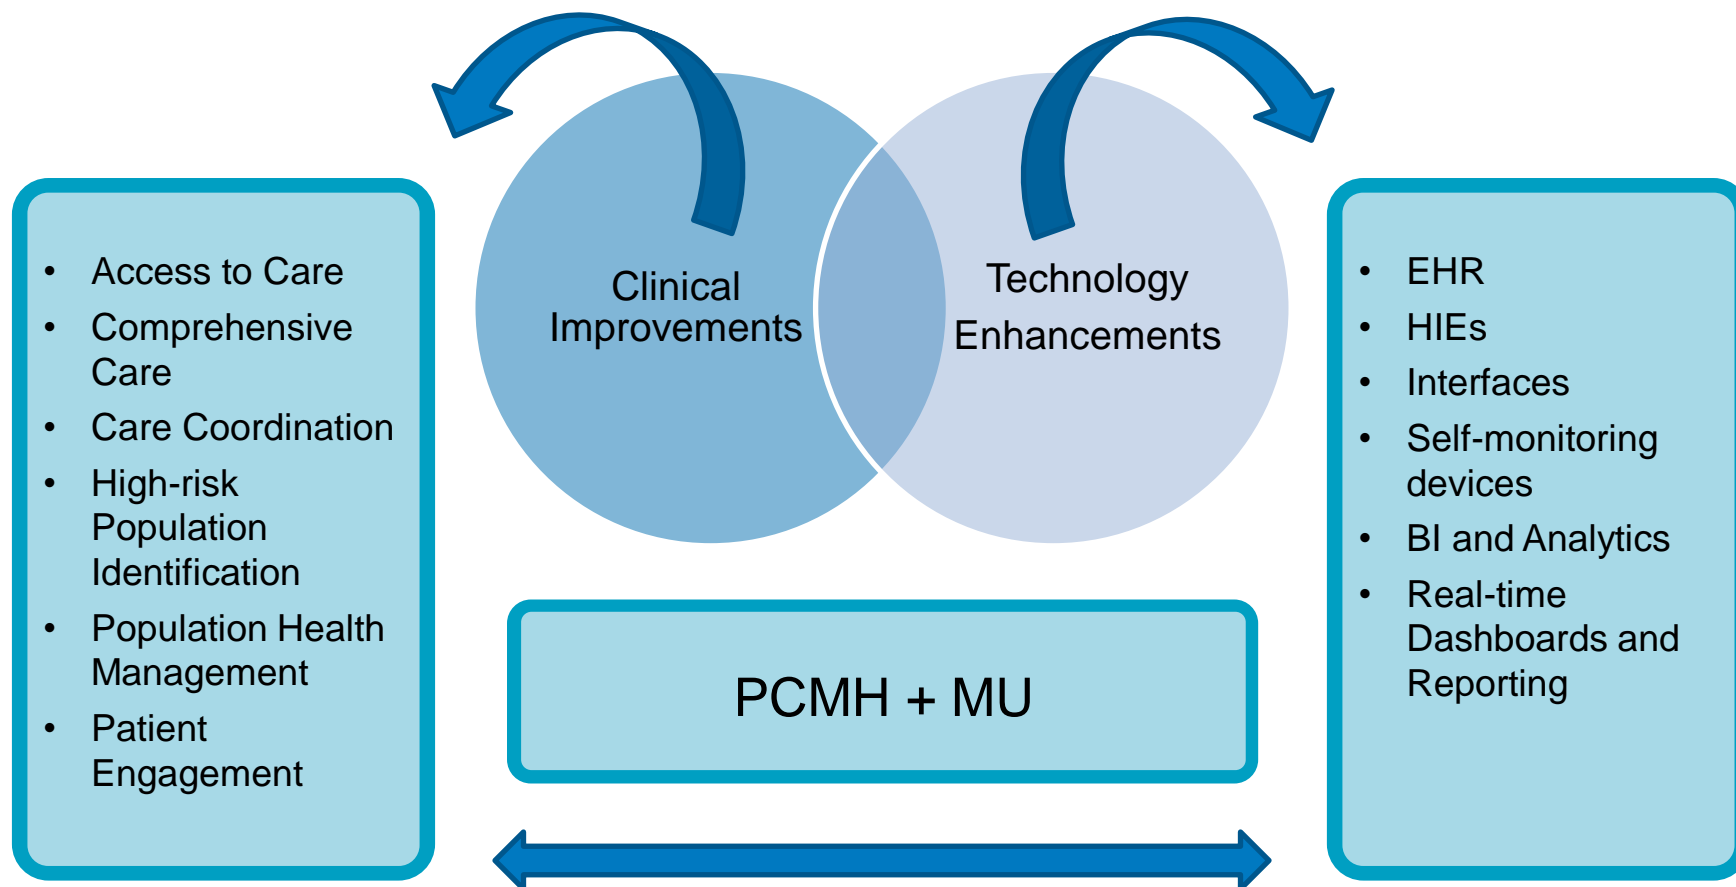 • Access to Care
• Comprehensive
Care
• Care Coordination
• High-risk
Population
Identification
• Population Health
Management
• Patient
Engagement
Clinical
Improvements
Technology
Enhancements
PCMH + MU
• EHR
• HIEs
• Interfaces
• Self-monitoring
devices
• BI and Analytics
• Real-time
Dashboards and
Reporting